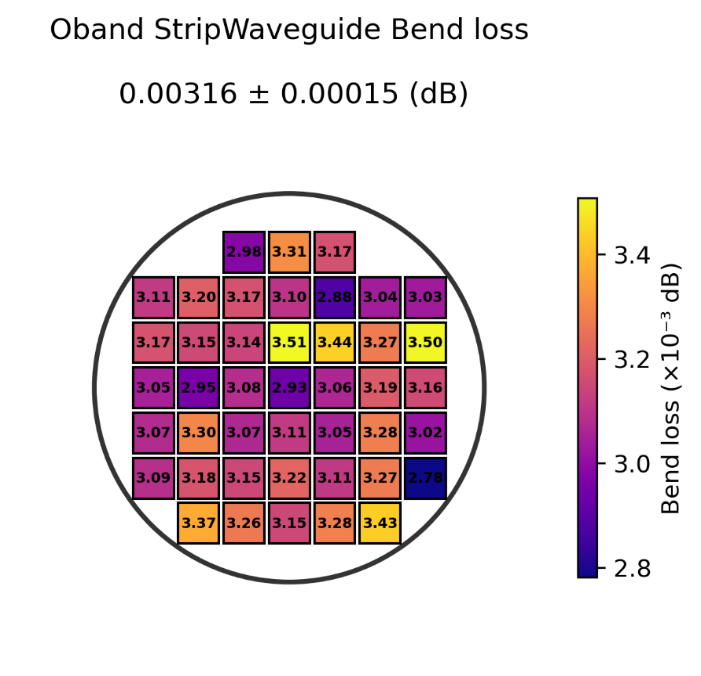 Oband StripWaveguide Bend loss
0.00316 ± 0.00015 (dB)
2.98 3.31 3.17
3.11 3.20 3.17 3.10 2.88 3.04 3.03
3.17 3.15 3.14 3.51 3.44 3.27 3.50
3.05 2.95 3.08 2.93 3.06 3.19 3.16
3.07 3.30 3.07 3.11 3.05 3.28 3.02
3.09 3.18 3.15 3.22 3.11 3.27 2.78
3.37 3.26 3.15 3.28 3.43
3.4
3.2
3.0
2.8
Bend loss (×10⁻³ dB)